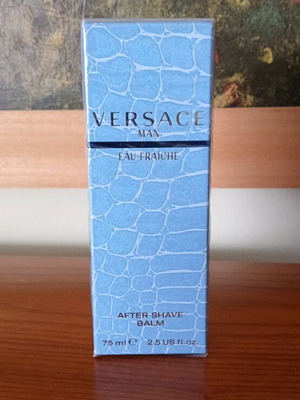 VERSACE
MAN
EAU FRAÎCHE
AFTER SHAVE
BALM
75 ml ℮ 2.5 US fl.oz.